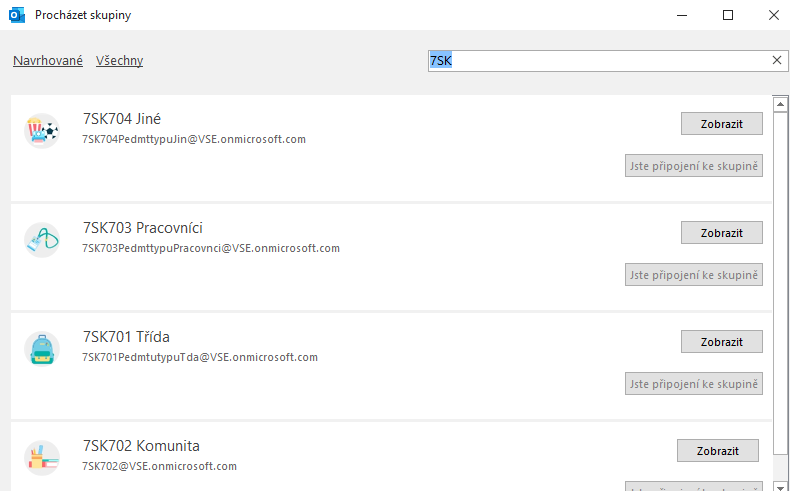 Procházet skupiny
Navrhované Všechny
7SK
7SK704 Jiné
7SK704PedmttypuJin@VSE.onmicrosoft.com
Zobrazit
Jste připojení ke skupině
7SK703 Pracovníci
7SK703PedmttypuPracovnci@VSE.onmicrosoft.com
Zobrazit
Jste připojení ke skupině
7SK701 Třída
7SK701PedmtutypuTda@VSE.onmicrosoft.com
Zobrazit
Jste připojení ke skupině
7SK702 Komunita
7SK702@VSE.onmicrosoft.com
Zobrazit